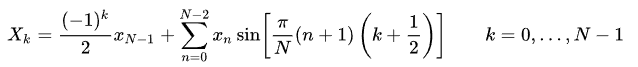 X_k = \frac{(-1)^k}{2} x_{N-1} + \sum_{n=0}^{N-2} x_n \sin\left[\frac{\pi}{N}(n+1)\left(k+\frac{1}{2}\right)\right] \qquad k = 0, \dots, N-1